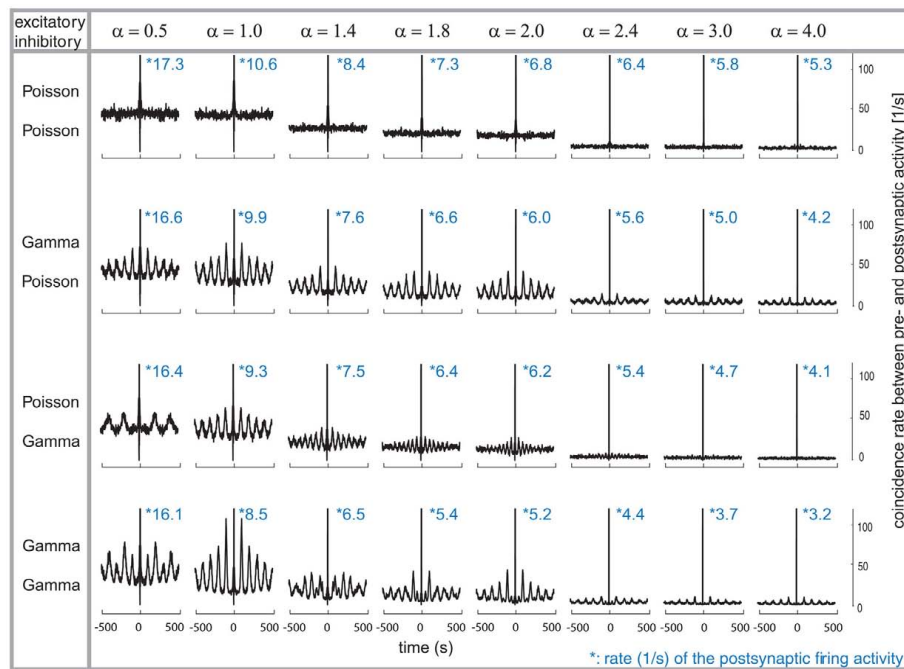 excitatory
inhibitory
α = 0.5 α = 1.0 α = 1.4 α = 1.8 α = 2.0 α = 2.4 α = 3.0 α = 4.0
*17.3 *10.6 *8.4 *7.3 *6.8 *6.4 *5.8 *5.3
Poisson
Poisson
100
50
0
*16.6 *9.9 *7.6 *6.6 *6.0 *5.6 *5.0 *4.2
Gamma
Poisson
100
50
0
*16.4 *9.3 *7.5 *6.4 *6.2 *5.4 *4.7 *4.1
Poisson
Gamma
100
50
0
*16.1 *8.5 *6.5 *5.4 *5.2 *4.4 *3.7 *3.2
Gamma
Gamma
100
50
0
coincidence rate between pre- and postsynaptic activity [1/s]
-500 0 500 -500 0 500 -500 0 500 -500 0 500 -500 0 500 -500 0 500 -500 0 500 -500 0 500
time (s)
*: rate (1/s) of the postsynaptic firing activity